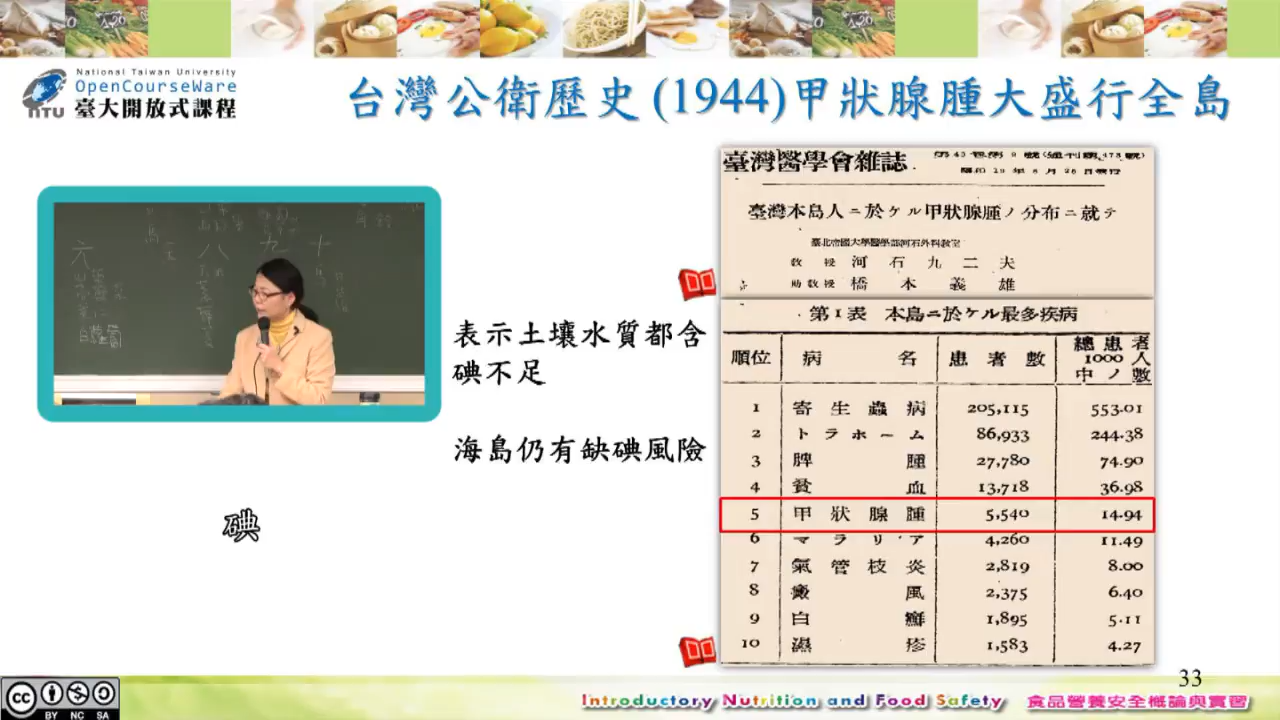 National Taiwan University
OpenCourseWare
臺大開放式課程
NTU
台灣公衛歷史 (1944)甲狀腺腫大盛行全島
臺灣醫學會雜誌
臺灣本島人ニ於ケル甲狀腺腫ノ分布ニ就テ
臺北帝國大學醫學部河石外科教室
教授 河石九二夫
助教授 橋本義雄
表示土壤水質都含
碘不足
海島仍有缺碘風險
碘
第1表 本島ニ於ケル最多疾病
順位 病名 患者數 總患者1000人中ノ數
1 寄生蟲病 205,115 553.01
2 トラホーム 86,933 244.38
3 脾腫 27,780 74.90
4 貧血 13,718 36.98
5 甲狀腺腫 5,540 14.94
6 マラリア 4,260 11.49
7 氣管枝炎 2,819 8.00
8 癜風 2,375 6.40
9 白癬 1,895 5.11
10 濕疹 1,583 4.27
33
Introductory Nutrition and Food Safety 食品營養安全概論與實習
cc
BY NC SA